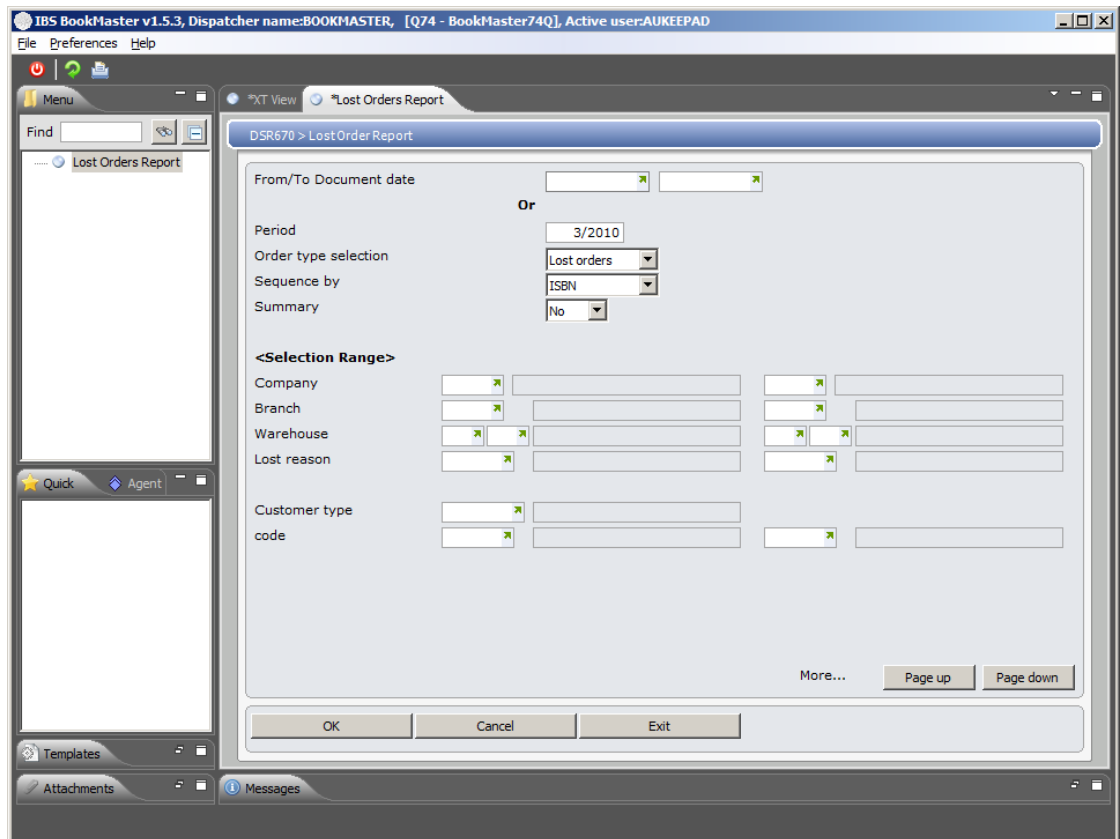 IBS BookMaster v1.5.3, Dispatcher name:BOOKMASTER, [Q74 - BookMaster74Q], Active user:AUKEEPAD
File Preferences Help
Menu
*XT View *Lost Orders Report
Find
DSR670 > Lost Order Report
Lost Orders Report
From/To Document date
Or
Period 3/2010
Order type selection Lost orders
Sequence by ISBN
Summary No
<Selection Range>
Company
Branch
Warehouse
Lost reason
Quick Agent
Customer type
code
More... Page up Page down
OK Cancel Exit
Templates
Attachments Messages